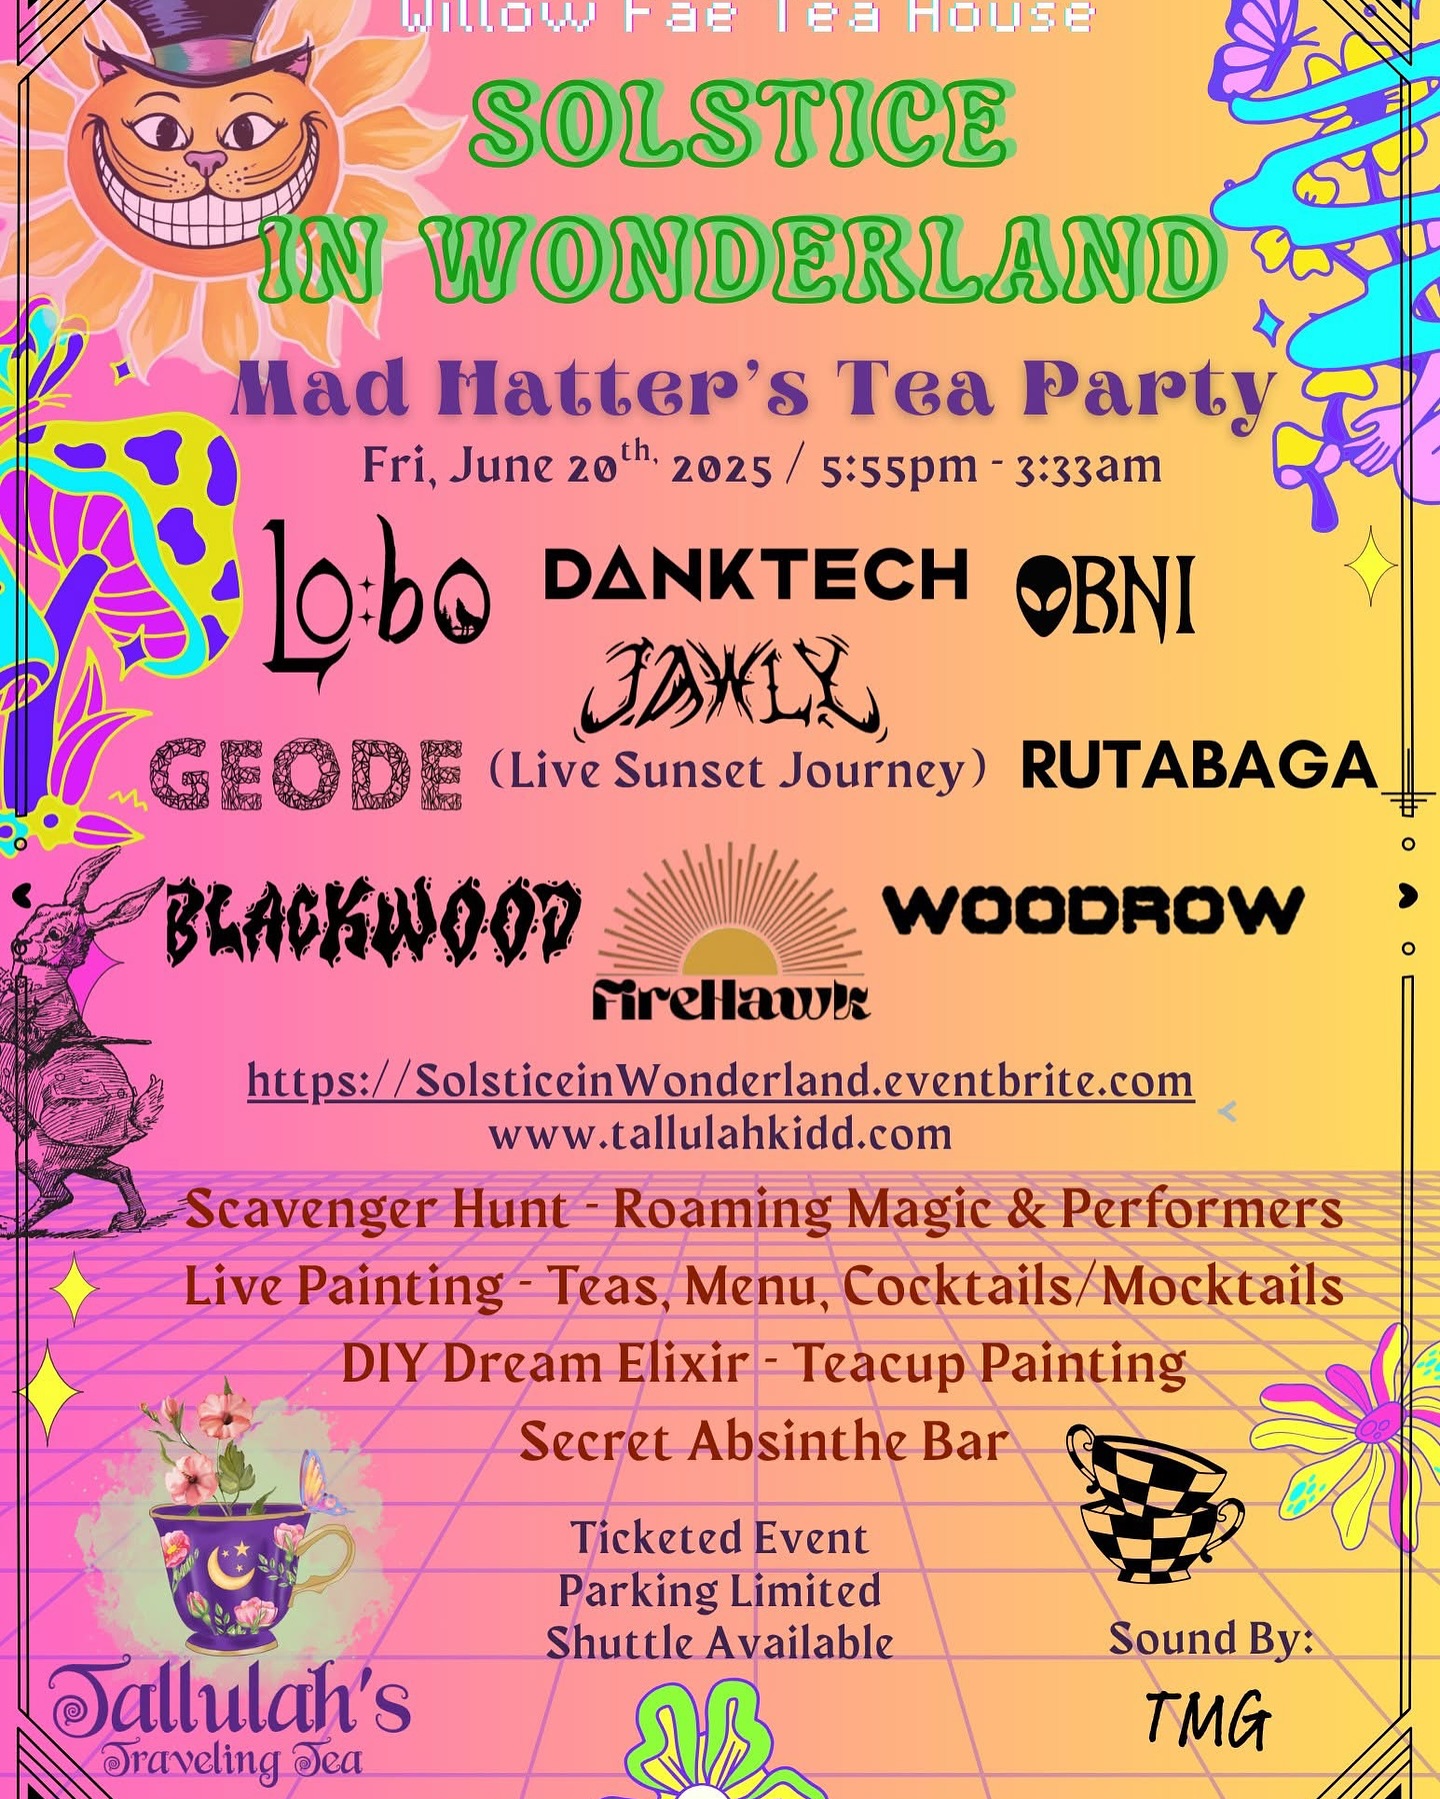 Willow Fae Tea House
SOLSTICE
IN WONDERLAND
Mad Hatter's Tea Party
Fri, June 20th, 2025 / 5:55pm - 3:33am
Lo:bo DANKTECH OBNI
JAWLY
GEODE (Live Sunset Journey) RUTABAGA
BLACKWOOD WOODROW
FireHawk
https://SolsticeinWonderland.eventbrite.com
www.tallulahkidd.com
Scavenger Hunt - Roaming Magic & Performers
Live Painting - Teas, Menu, Cocktails/Mocktails
DIY Dream Elixir - Teacup Painting
Secret Absinthe Bar
Ticketed Event
Parking Limited
Shuttle Available
Sound By:
TMG
Tallulah's
Traveling Tea